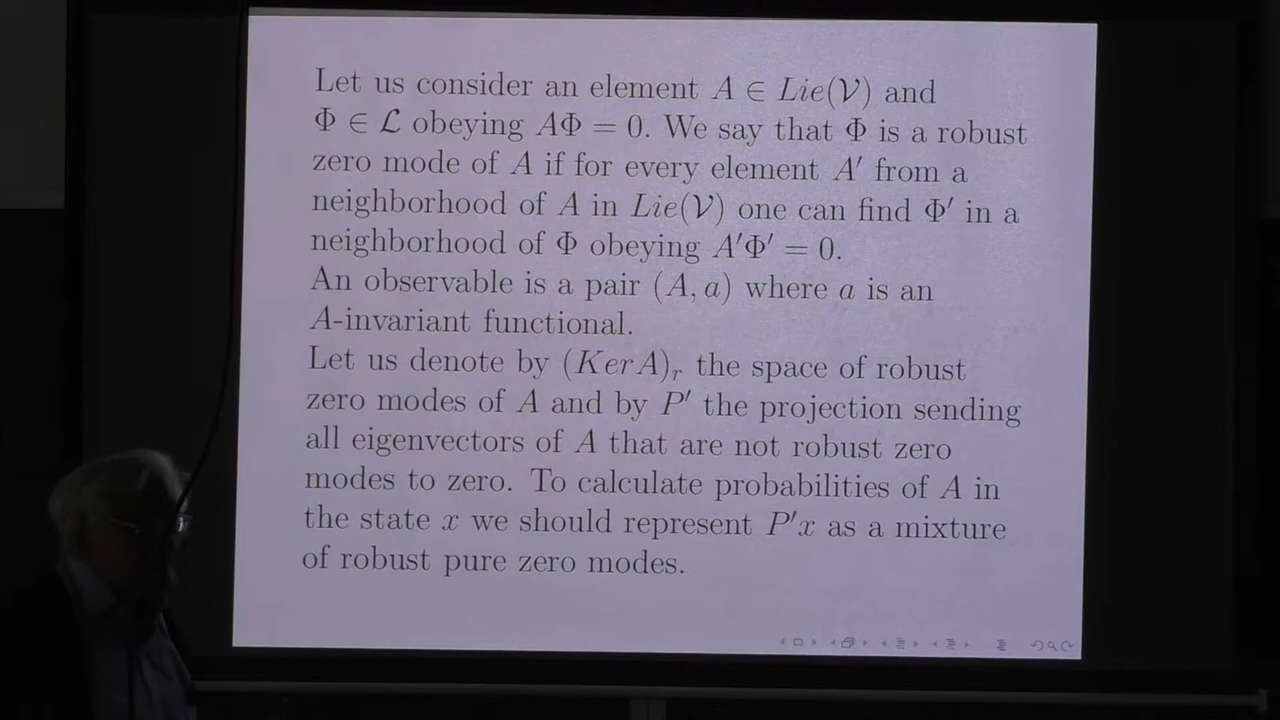 Let us consider an element A ∈ Lie(𝒱) and
Φ ∈ ℒ obeying AΦ = 0. We say that Φ is a robust
zero mode of A if for every element A′ from a
neighborhood of A in Lie(𝒱) one can find Φ′ in a
neighborhood of Φ obeying A′Φ′ = 0.
An observable is a pair (A, a) where a is an
A-invariant functional.
Let us denote by (Ker A)ᵣ the space of robust
zero modes of A and by P′ the projection sending
all eigenvectors of A that are not robust zero
modes to zero. To calculate probabilities of A in
the state x we should represent P′x as a mixture
of robust pure zero modes.